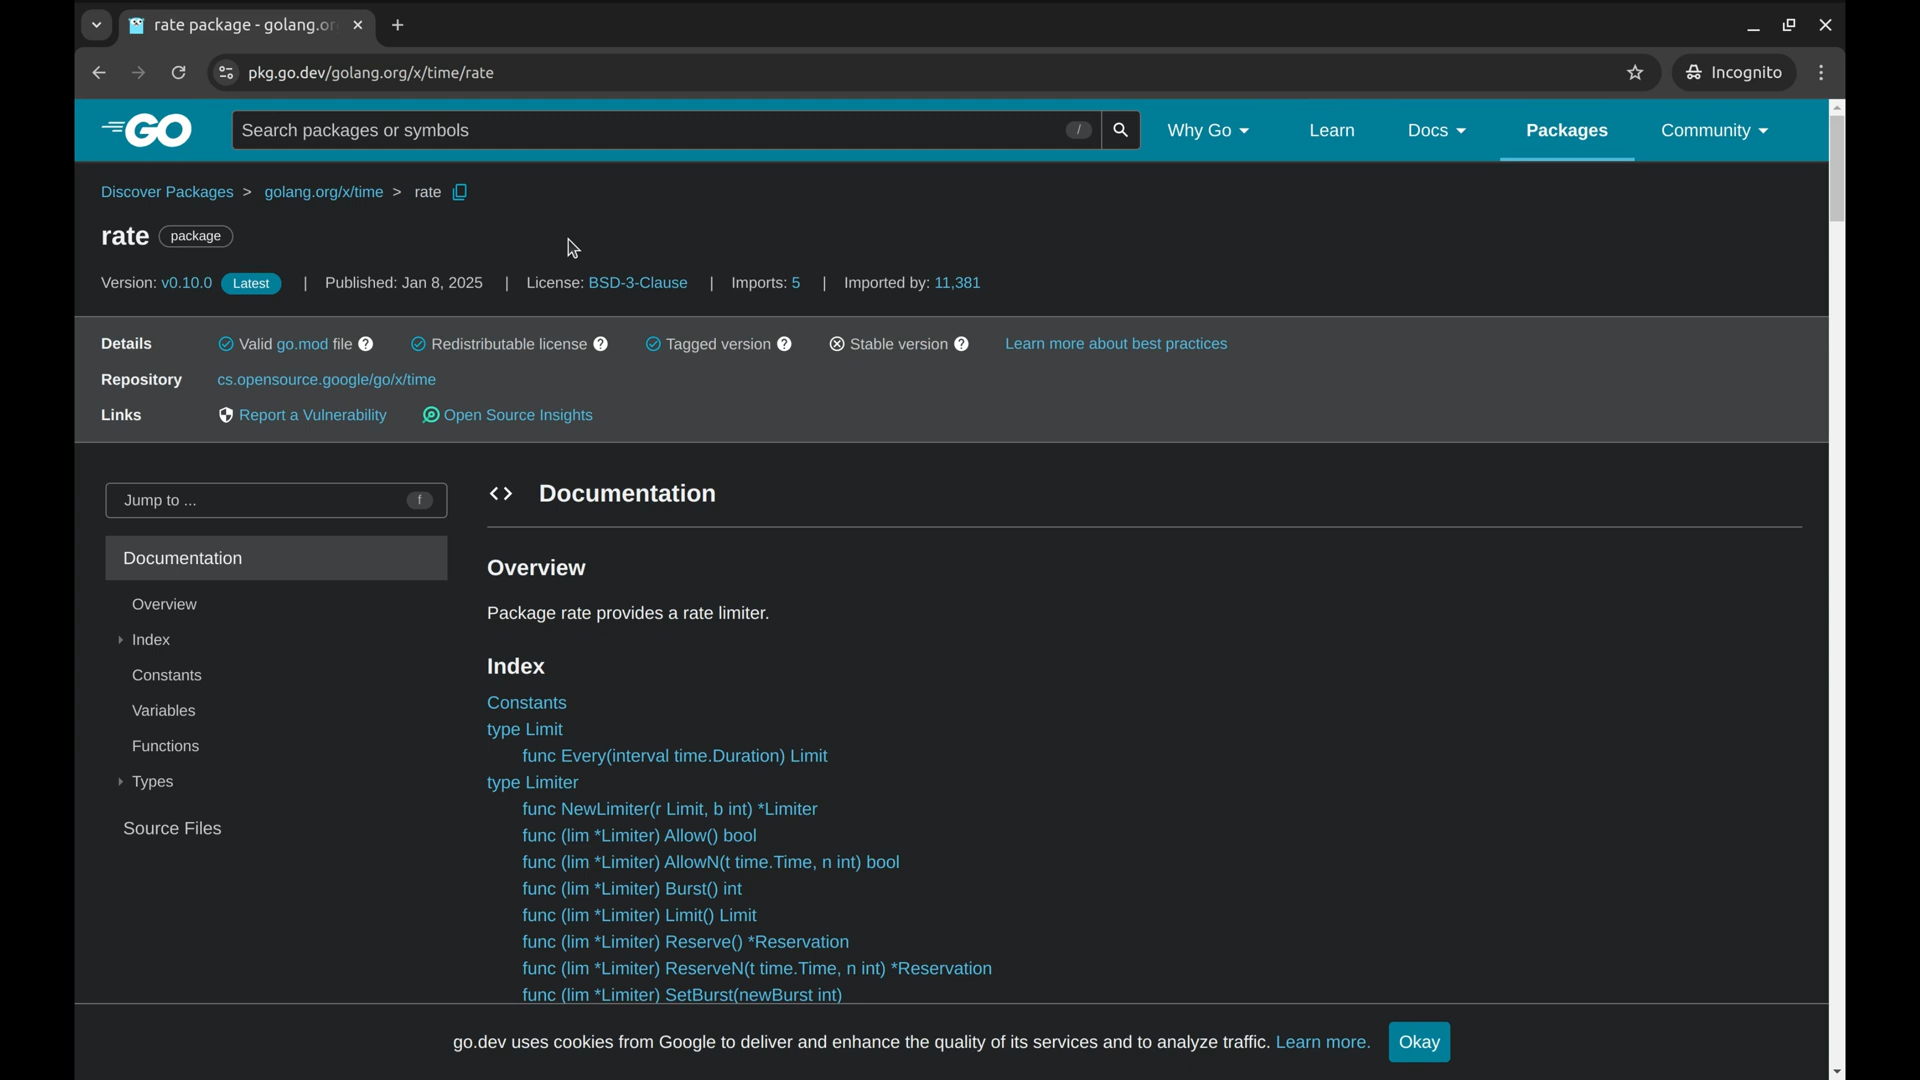 rate package - golang.or
pkg.go.dev/golang.org/x/time/rate
Incognito
GO
Search packages or symbols /
Why Go
Learn
Docs
Packages
Community
Discover Packages > golang.org/x/time > rate
rate package
Version: v0.10.0 Latest | Published: Jan 8, 2025 | License: BSD-3-Clause | Imports: 5 | Imported by: 11,381
Details Valid go.mod file ? Redistributable license ? Tagged version ? Stable version ? Learn more about best practices
Repository cs.opensource.google/go/x/time
Links Report a Vulnerability Open Source Insights
Jump to ... f
Documentation
Overview
Index
Constants
Variables
Functions
Types
Source Files
<> Documentation
Overview
Package rate provides a rate limiter.
Index
Constants
type Limit
func Every(interval time.Duration) Limit
type Limiter
func NewLimiter(r Limit, b int) *Limiter
func (lim *Limiter) Allow() bool
func (lim *Limiter) AllowN(t time.Time, n int) bool
func (lim *Limiter) Burst() int
func (lim *Limiter) Limit() Limit
func (lim *Limiter) Reserve() *Reservation
func (lim *Limiter) ReserveN(t time.Time, n int) *Reservation
func (lim *Limiter) SetBurst(newBurst int)
go.dev uses cookies from Google to deliver and enhance the quality of its services and to analyze traffic. Learn more. Okay